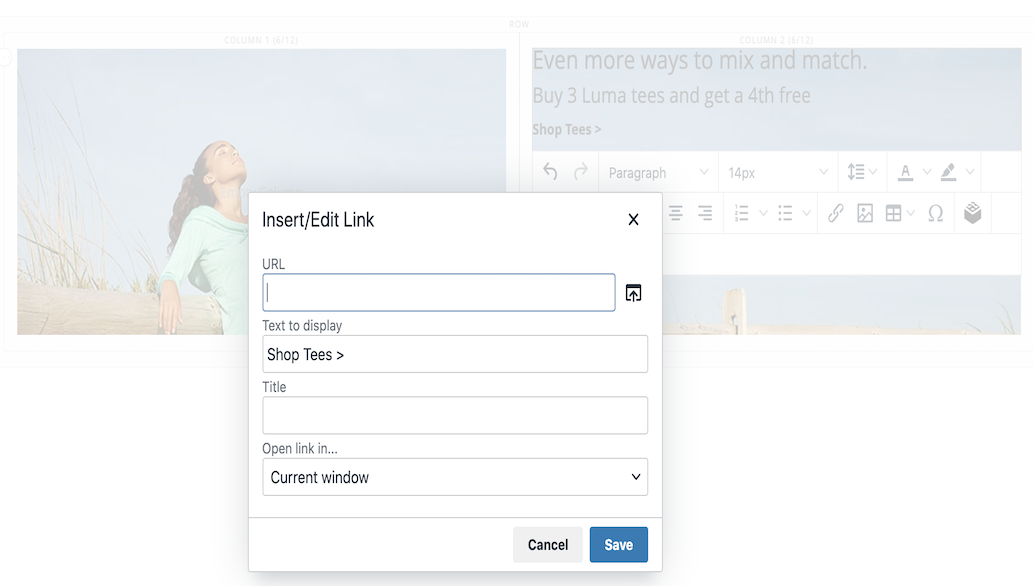 ROW
COLUMN 1 (6/12)
COLUMN 2 (6/12)
Even more ways to mix and match.
Buy 3 Luma tees and get a 4th free
Shop Tees >
Paragraph
14px
A
Ω
Insert/Edit Link
URL
Text to display
Shop Tees >
Title
Open link in...
Current window
Cancel
Save